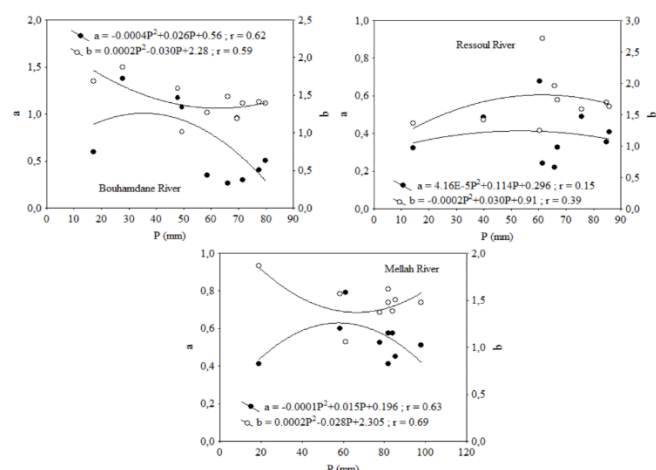 a = -0.0004P²+0.026P+0.56 ; r = 0.62
b = 0.0002P²-0.030P+2.28 ; r = 0.59
2,0
1,5
1,0
0,5
0,0
a
2,5
2,0
1,5
1,0
0,5
0,0
b
Bouhamdane River
0 10 20 30 40 50 60 70 80 90
P (mm)
Ressoul River
1,0
0,8
0,6
0,4
0,2
0,0
a
3,0
2,5
2,0
1,5
1,0
0,5
0,0
b
a = 4.16E-5P²+0.114P+0.296 ; r = 0.15
b = -0.0002P²+0.030P+0.91 ; r = 0.39
0 10 20 30 40 50 60 70 80 90
P (mm)
Mellah River
1,0
0,8
0,6
0,4
0,2
0,0
a
2,0
1,5
1,0
0,5
0,0
b
a = -0.0001P²+0.015P+0.196 ; r = 0.63
b = 0.0002P²-0.028P+2.305 ; r = 0.69
0 20 40 60 80 100 120
P (mm)